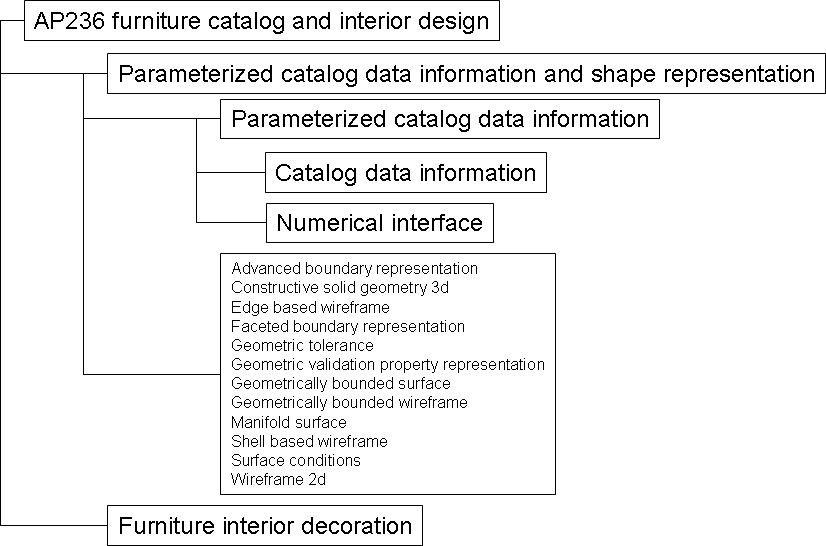 AP236 furniture catalog and interior design
Parameterized catalog data information and shape representation
Parameterized catalog data information
Catalog data information
Numerical interface
Advanced boundary representation
Constructive solid geometry 3d
Edge based wireframe
Faceted boundary representation
Geometric tolerance
Geometric validation property representation
Geometrically bounded surface
Geometrically bounded wireframe
Manifold surface
Shell based wireframe
Surface conditions
Wireframe 2d
Furniture interior decoration